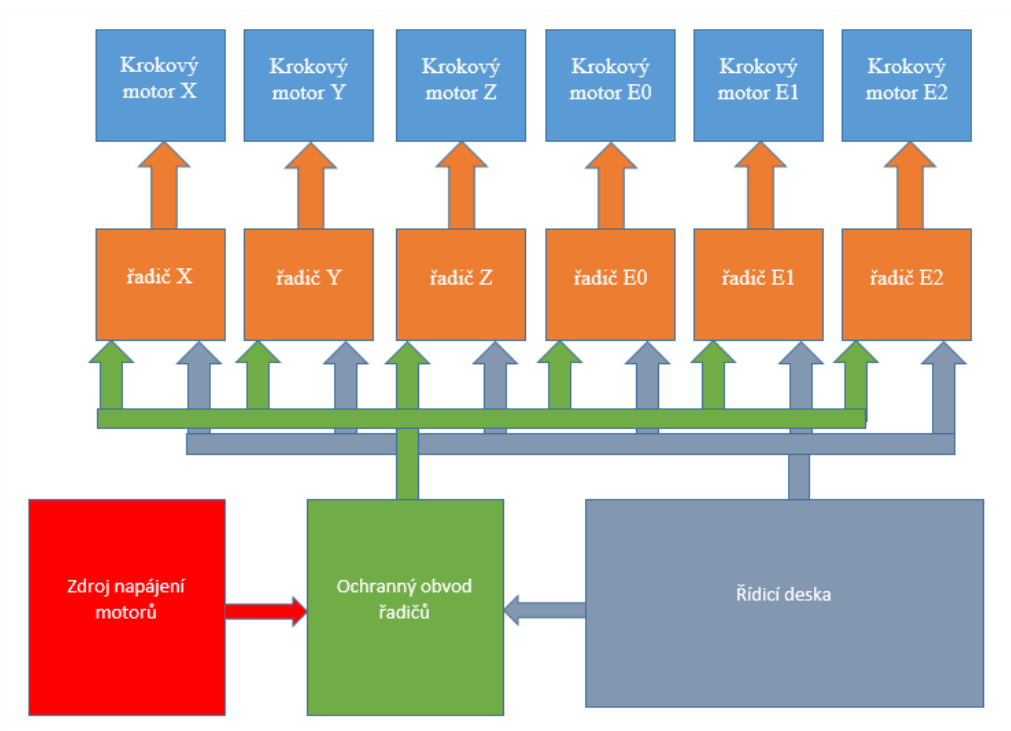 Krokový
motor X
Krokový
motor Y
Krokový
motor Z
Krokový
motor E0
Krokový
motor E1
Krokový
motor E2
řadič X
řadič Y
řadič Z
řadič E0
řadič E1
řadič E2
Zdroj napájení
motorů
Ochranný obvod
řadičů
Řídicí deska